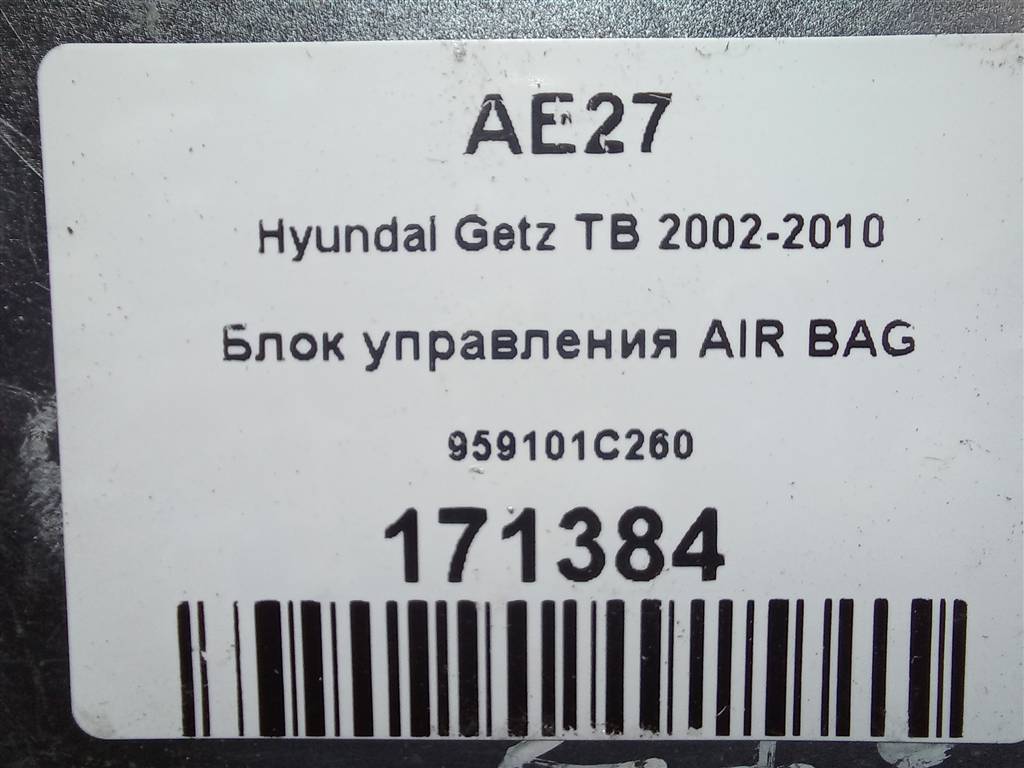 AE27
Hyundai Getz TB 2002-2010
Блок управления AIR BAG
959101C260
171384